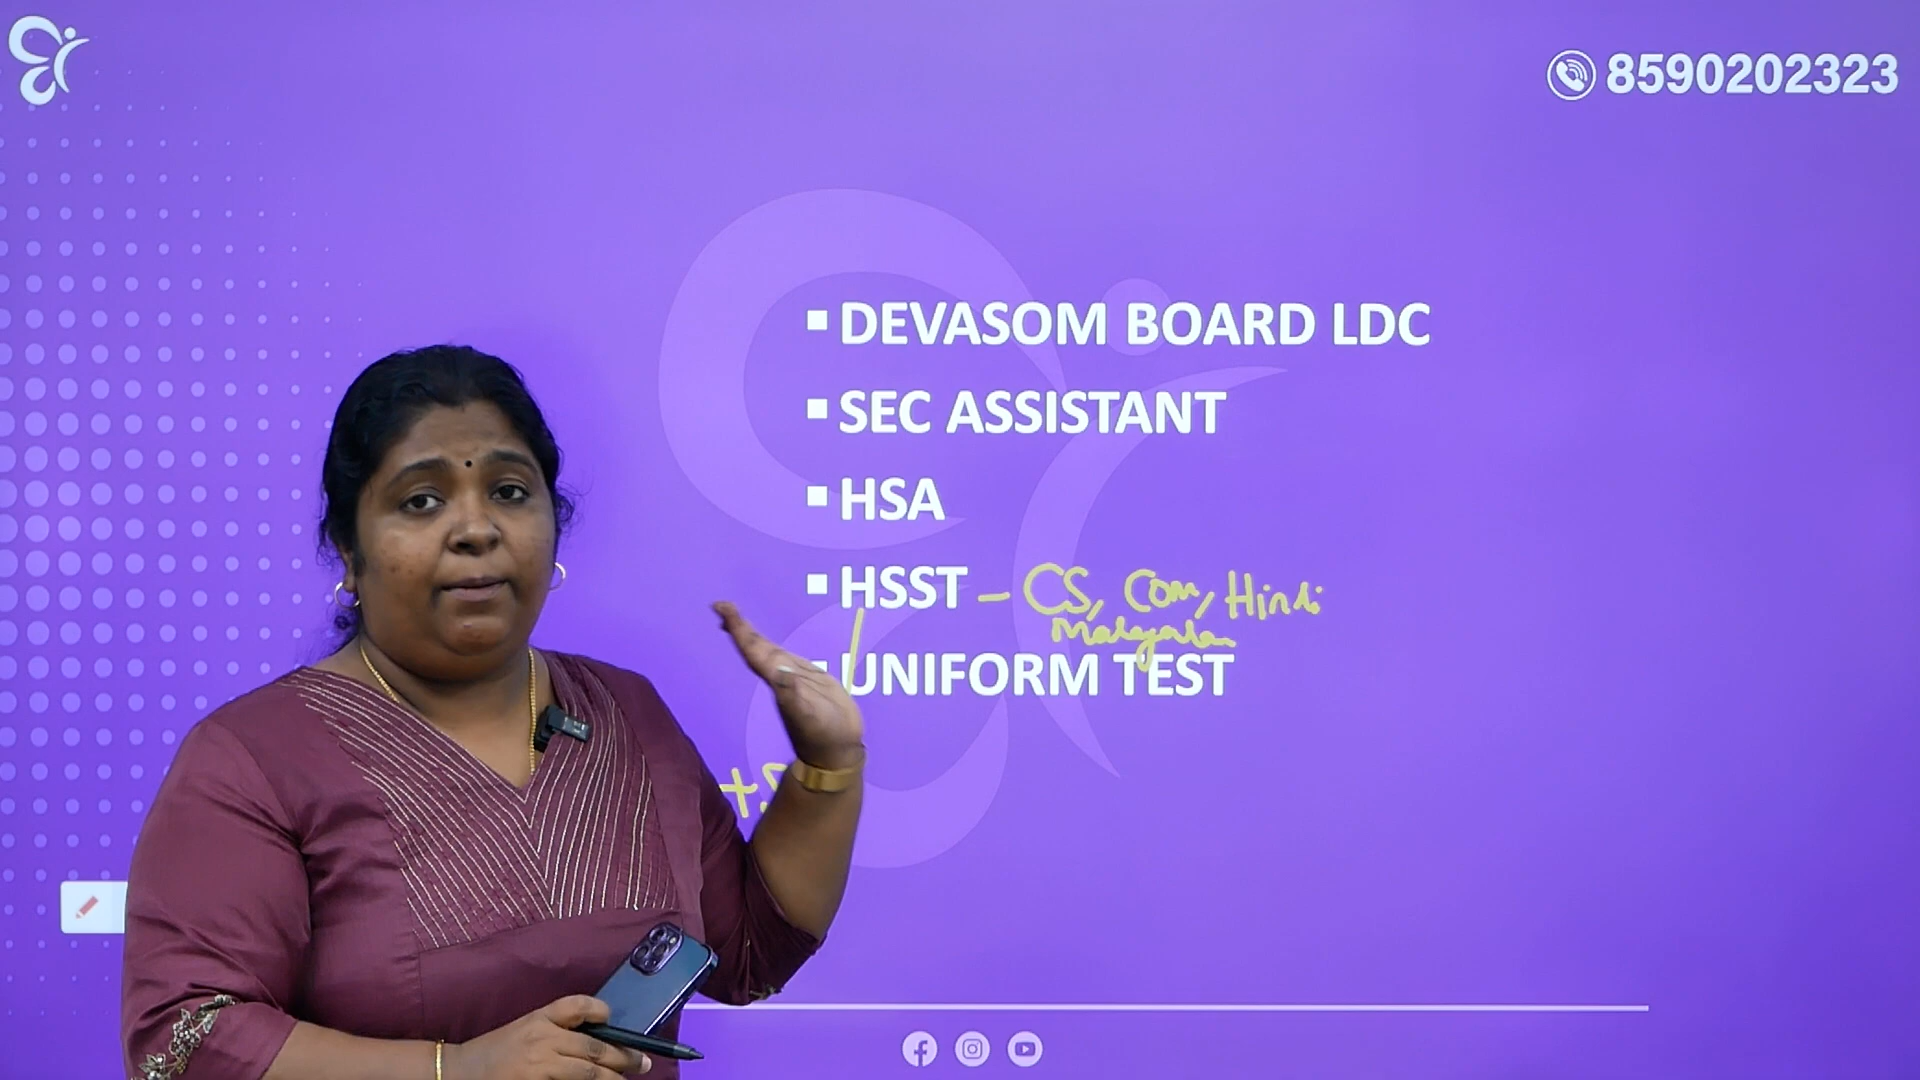 8590202323
▪ DEVASOM BOARD LDC
▪ SEC ASSISTANT
▪ HSA
▪ HSST – CS, Com, Hindi
Malayalam
▪ UNIFORM TEST